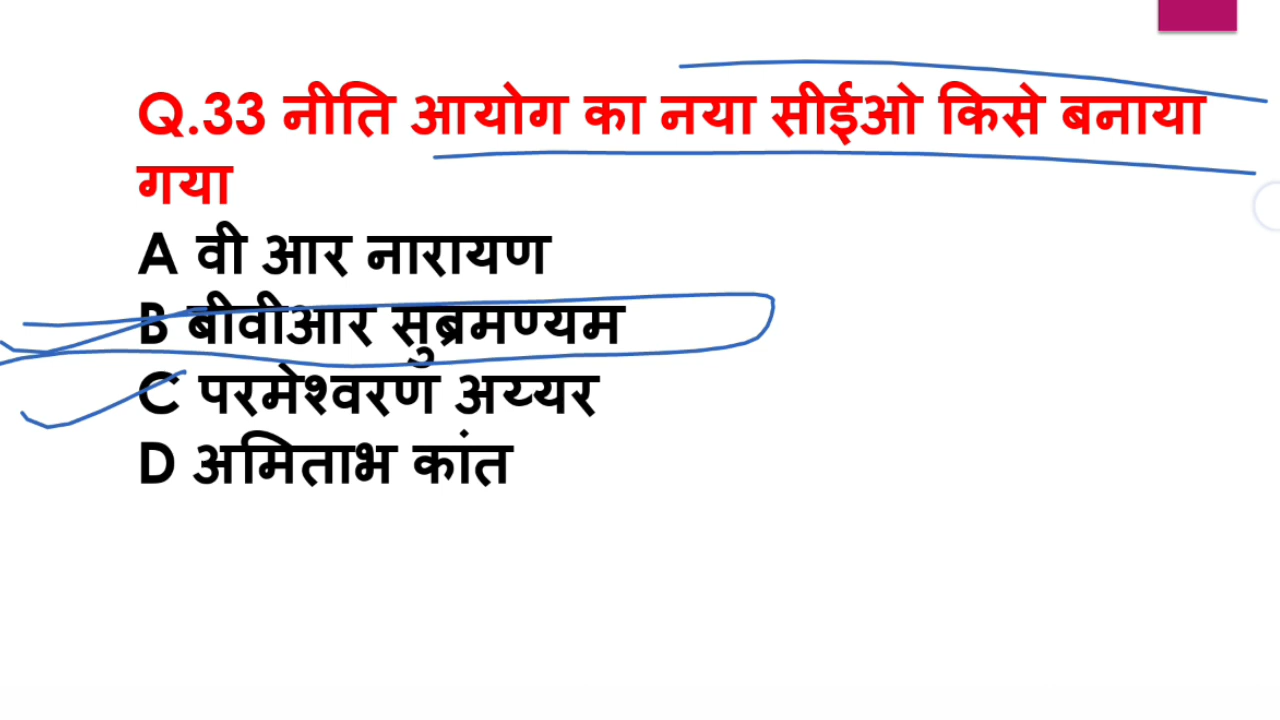 Q.33 नीति आयोग का नया सीईओ किसे बनाया
गया
A वी आर नारायण
B बीवीआर सुब्रमण्यम
C परमेश्वरण अय्यर
D अमिताभ कांत